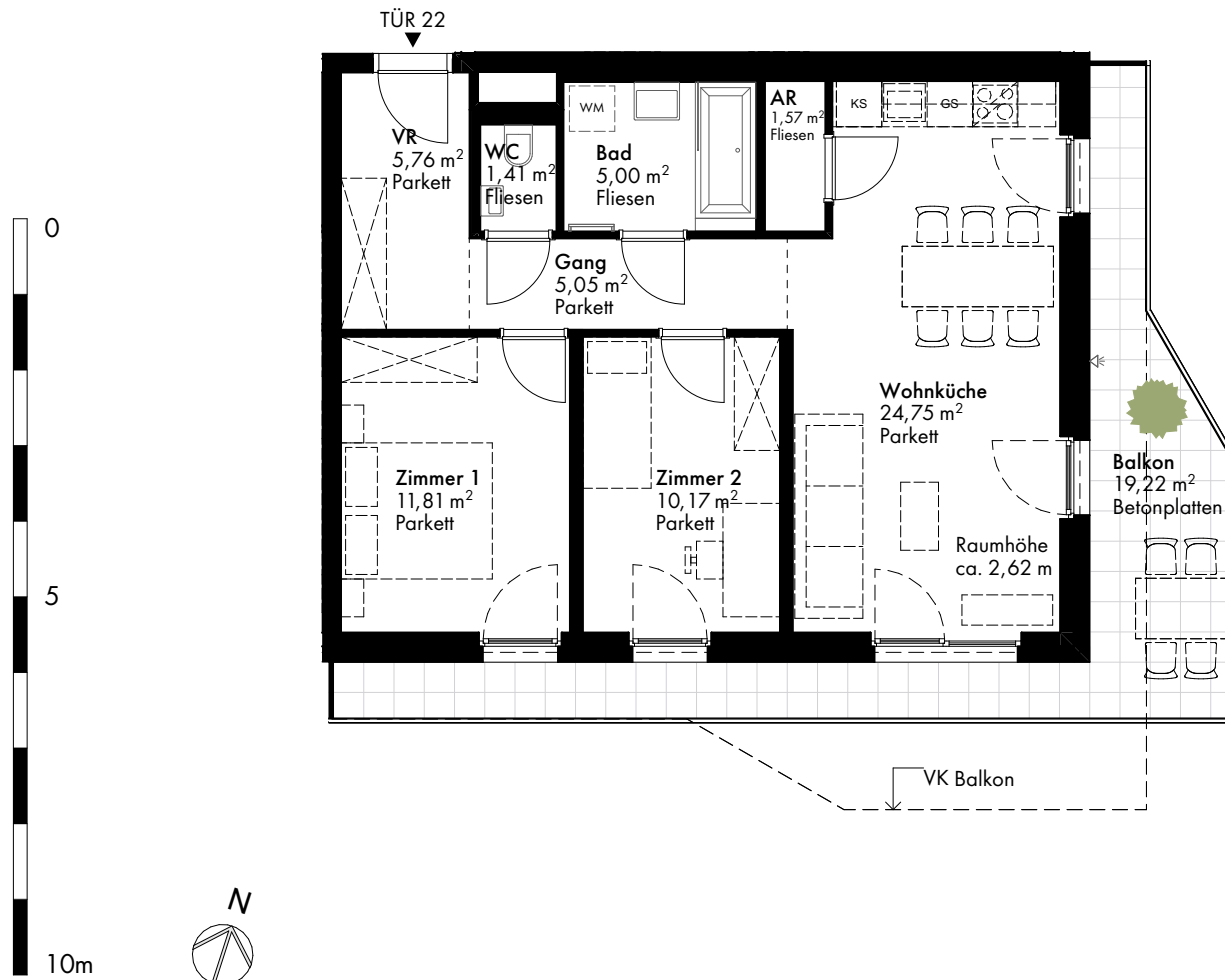 TÜR 22
VR
5,76 m²
Parkett
WC
1,41 m²
Fliesen
WM
Bad
5,00 m²
Fliesen
AR
1,57 m²
Fliesen
KS
GS
Gang
5,05 m²
Parkett
Wohnküche
24,75 m²
Parkett
Zimmer 1
11,81 m²
Parkett
Zimmer 2
10,17 m²
Parkett
Raumhöhe
ca. 2,62 m
Balkon
19,22 m²
Betonplatten
VK Balkon
0
5
10m
N